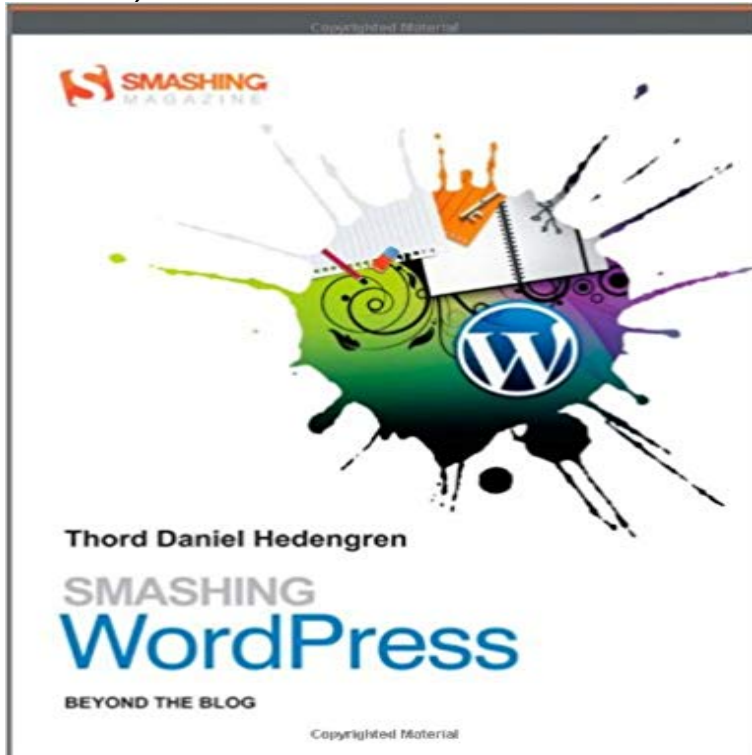 Copyrighted Material
SMASHING
MAGAZINE
W
Thord Daniel Hedengren
SMASHING
WordPress
BEYOND THE BLOG
Copyrighted Material